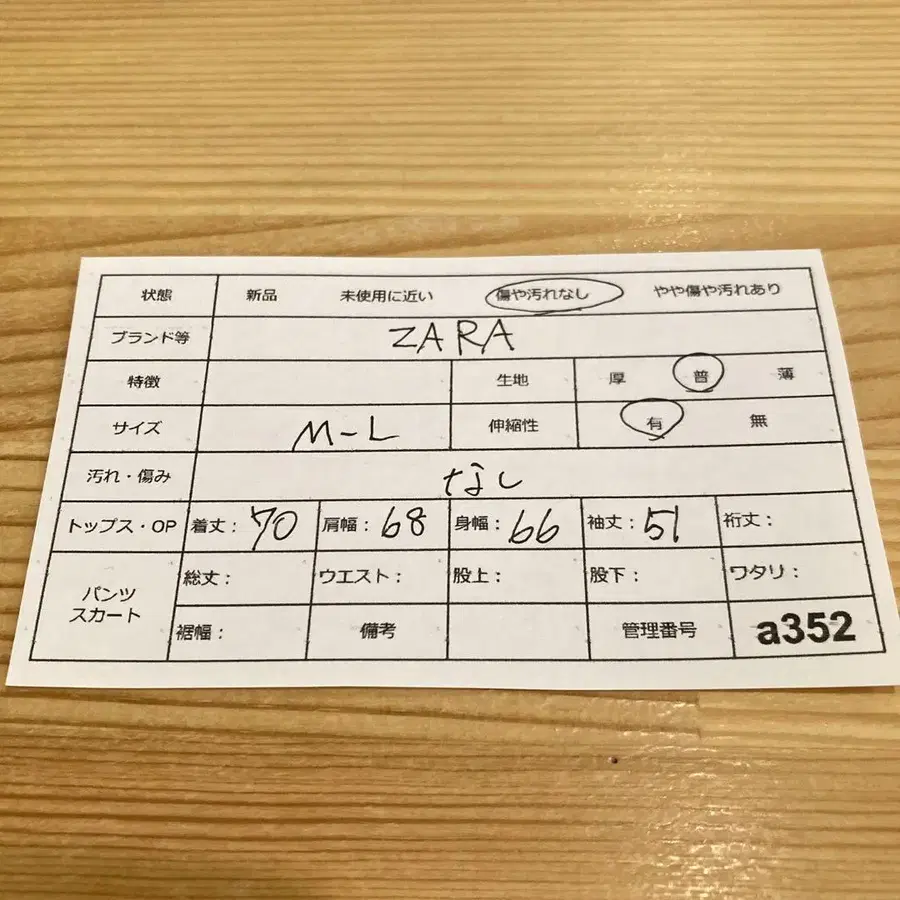 状態 新品 未使用に近い 傷や汚れなし やや傷や汚れあり
ブランド等 ZARA
特徴 生地 厚 普 薄
サイズ M-L 伸縮性 有 無
汚れ・傷み なし
トップス・OP 着丈: 70 肩幅: 68 身幅: 66 袖丈: 51 裄丈:
パンツ スカート 総丈: ウエスト: 股上: 股下: ワタリ:
裾幅: 備考 管理番号 a352